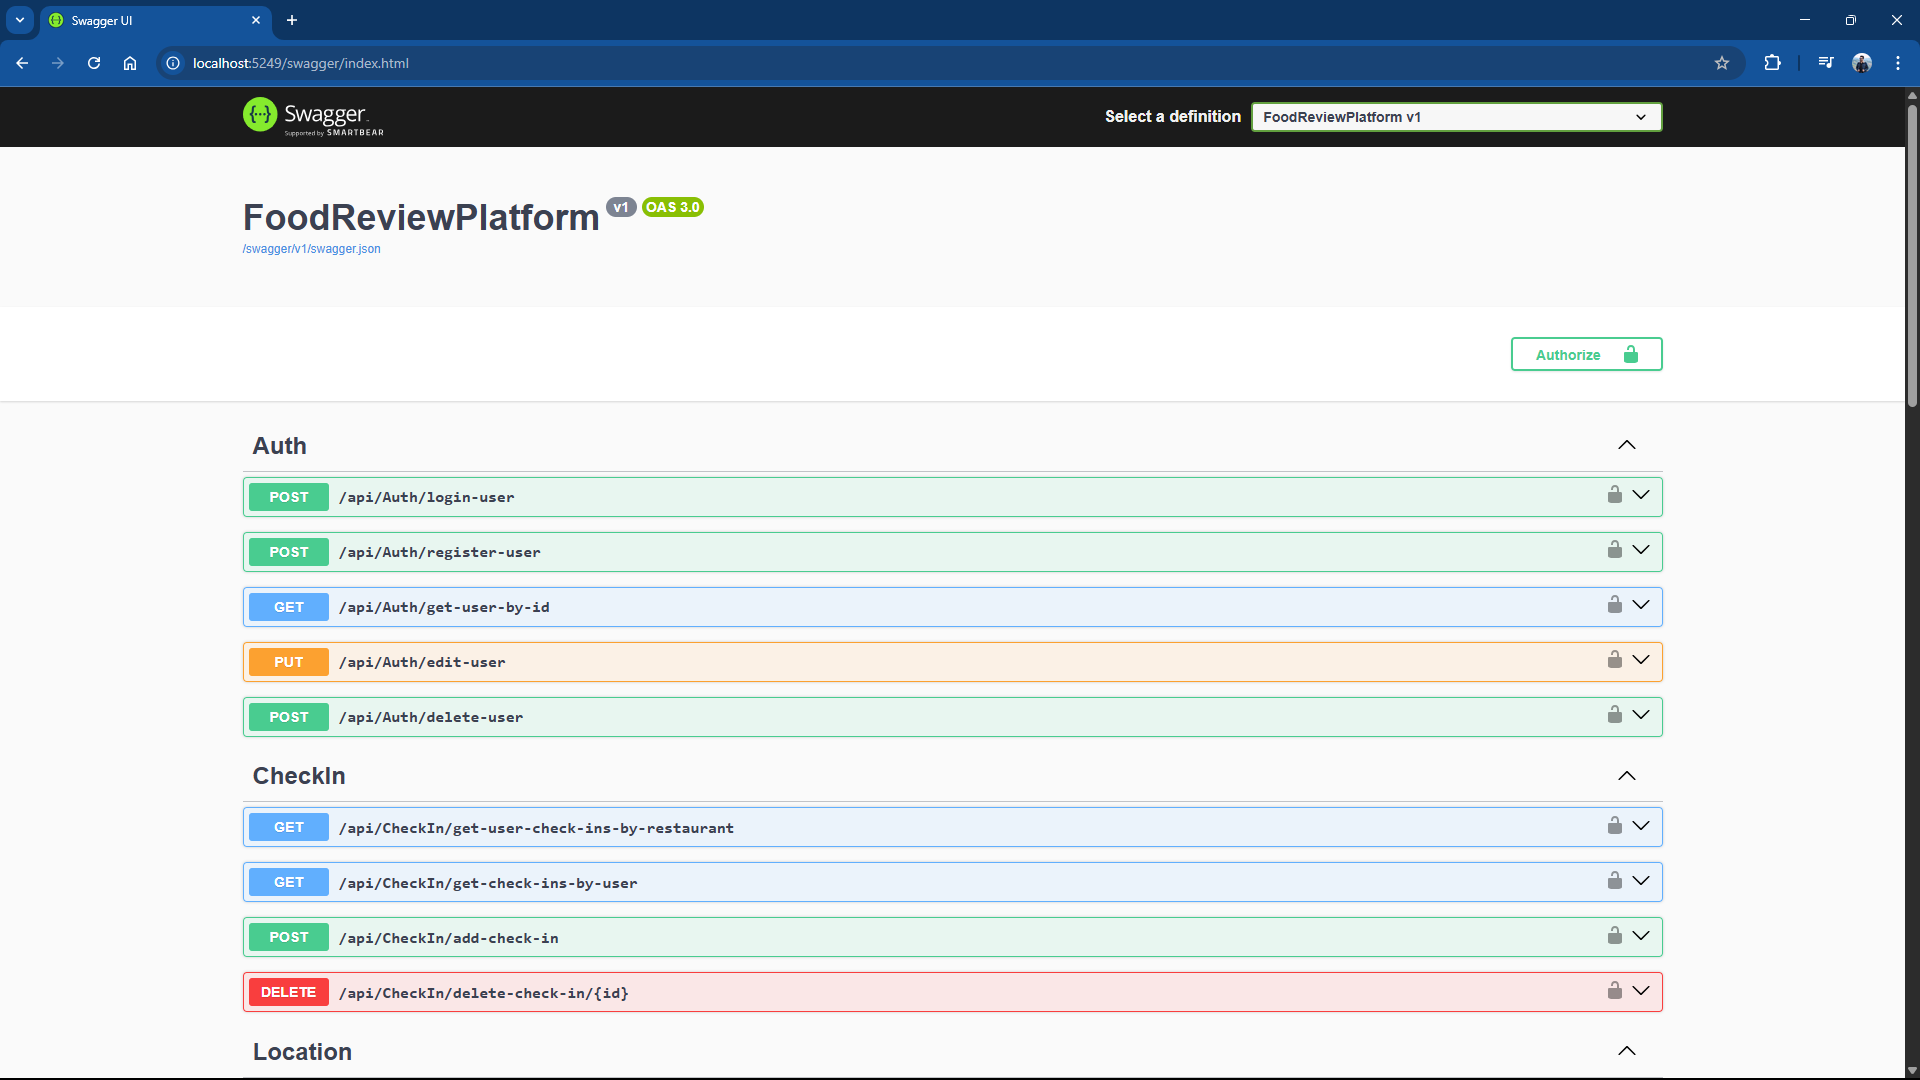 Swagger UI
localhost:5249/swagger/index.html
Swagger
Supported by SMARTBEAR
Select a definition
FoodReviewPlatform v1
FoodReviewPlatform v1 OAS 3.0
/swagger/v1/swagger.json
Authorize
Auth
POST /api/Auth/login-user
POST /api/Auth/register-user
GET /api/Auth/get-user-by-id
PUT /api/Auth/edit-user
POST /api/Auth/delete-user
CheckIn
GET /api/CheckIn/get-user-check-ins-by-restaurant
GET /api/CheckIn/get-check-ins-by-user
POST /api/CheckIn/add-check-in
DELETE /api/CheckIn/delete-check-in/{id}
Location